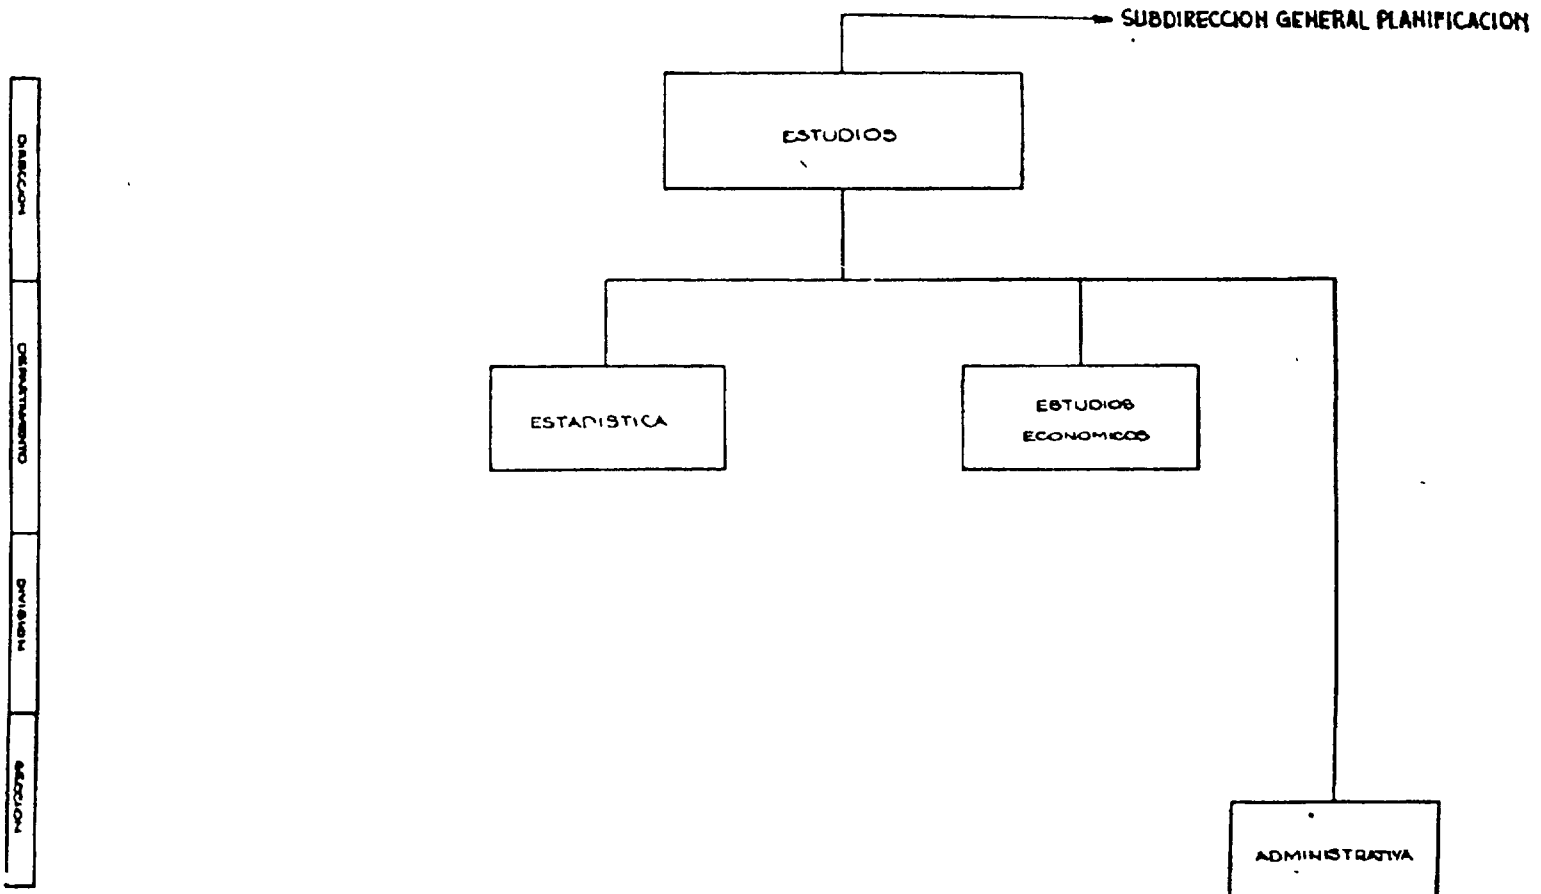 SUBDIRECCION GENERAL PLANIFICACION
ESTUDIOS
DIRECCION
DEPARTAMENTO
DIVISION
SECCION
ESTADISTICA
ESTUDIOS
ECONOMICOS
ADMINISTRATIVA